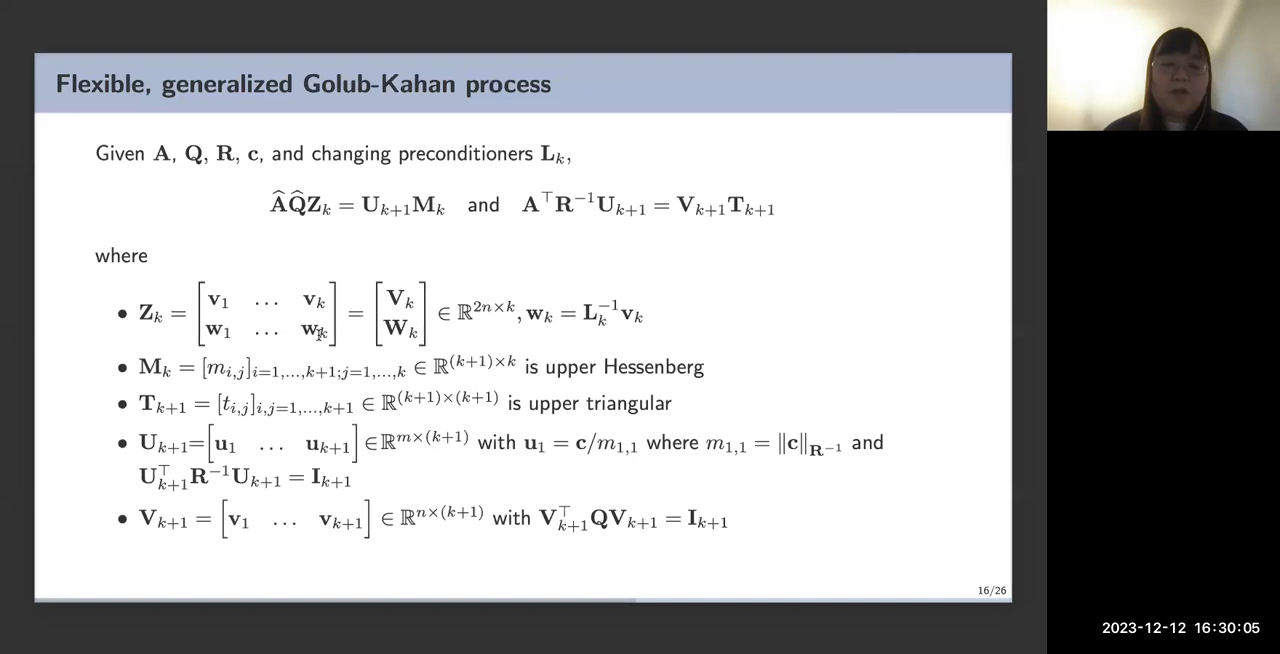 Flexible, generalized Golub-Kahan process
Given A, Q, R, c, and changing preconditioners L_k,
ÂQ̂Z_k = U_{k+1}M_k and A^⊤R^{−1}U_{k+1} = V_{k+1}T_{k+1}
where
• Z_k = [v_1 … v_k; w_1 … w_k] = [V_k; W_k] ∈ ℝ^{2n×k}, w_k = L_k^{−1}v_k
• M_k = [m_{i,j}]_{i=1,…,k+1;j=1,…,k} ∈ ℝ^{(k+1)×k} is upper Hessenberg
• T_{k+1} = [t_{i,j}]_{i,j=1,…,k+1} ∈ ℝ^{(k+1)×(k+1)} is upper triangular
• U_{k+1}=[u_1 … u_{k+1}] ∈ℝ^{m×(k+1)} with u_1 = c/m_{1,1} where m_{1,1} = ‖c‖_{R^{−1}} and
U_{k+1}^⊤R^{−1}U_{k+1} = I_{k+1}
• V_{k+1} = [v_1 … v_{k+1}] ∈ ℝ^{n×(k+1)} with V_{k+1}^⊤QV_{k+1} = I_{k+1}
16/26
2023-12-12 16:30:05